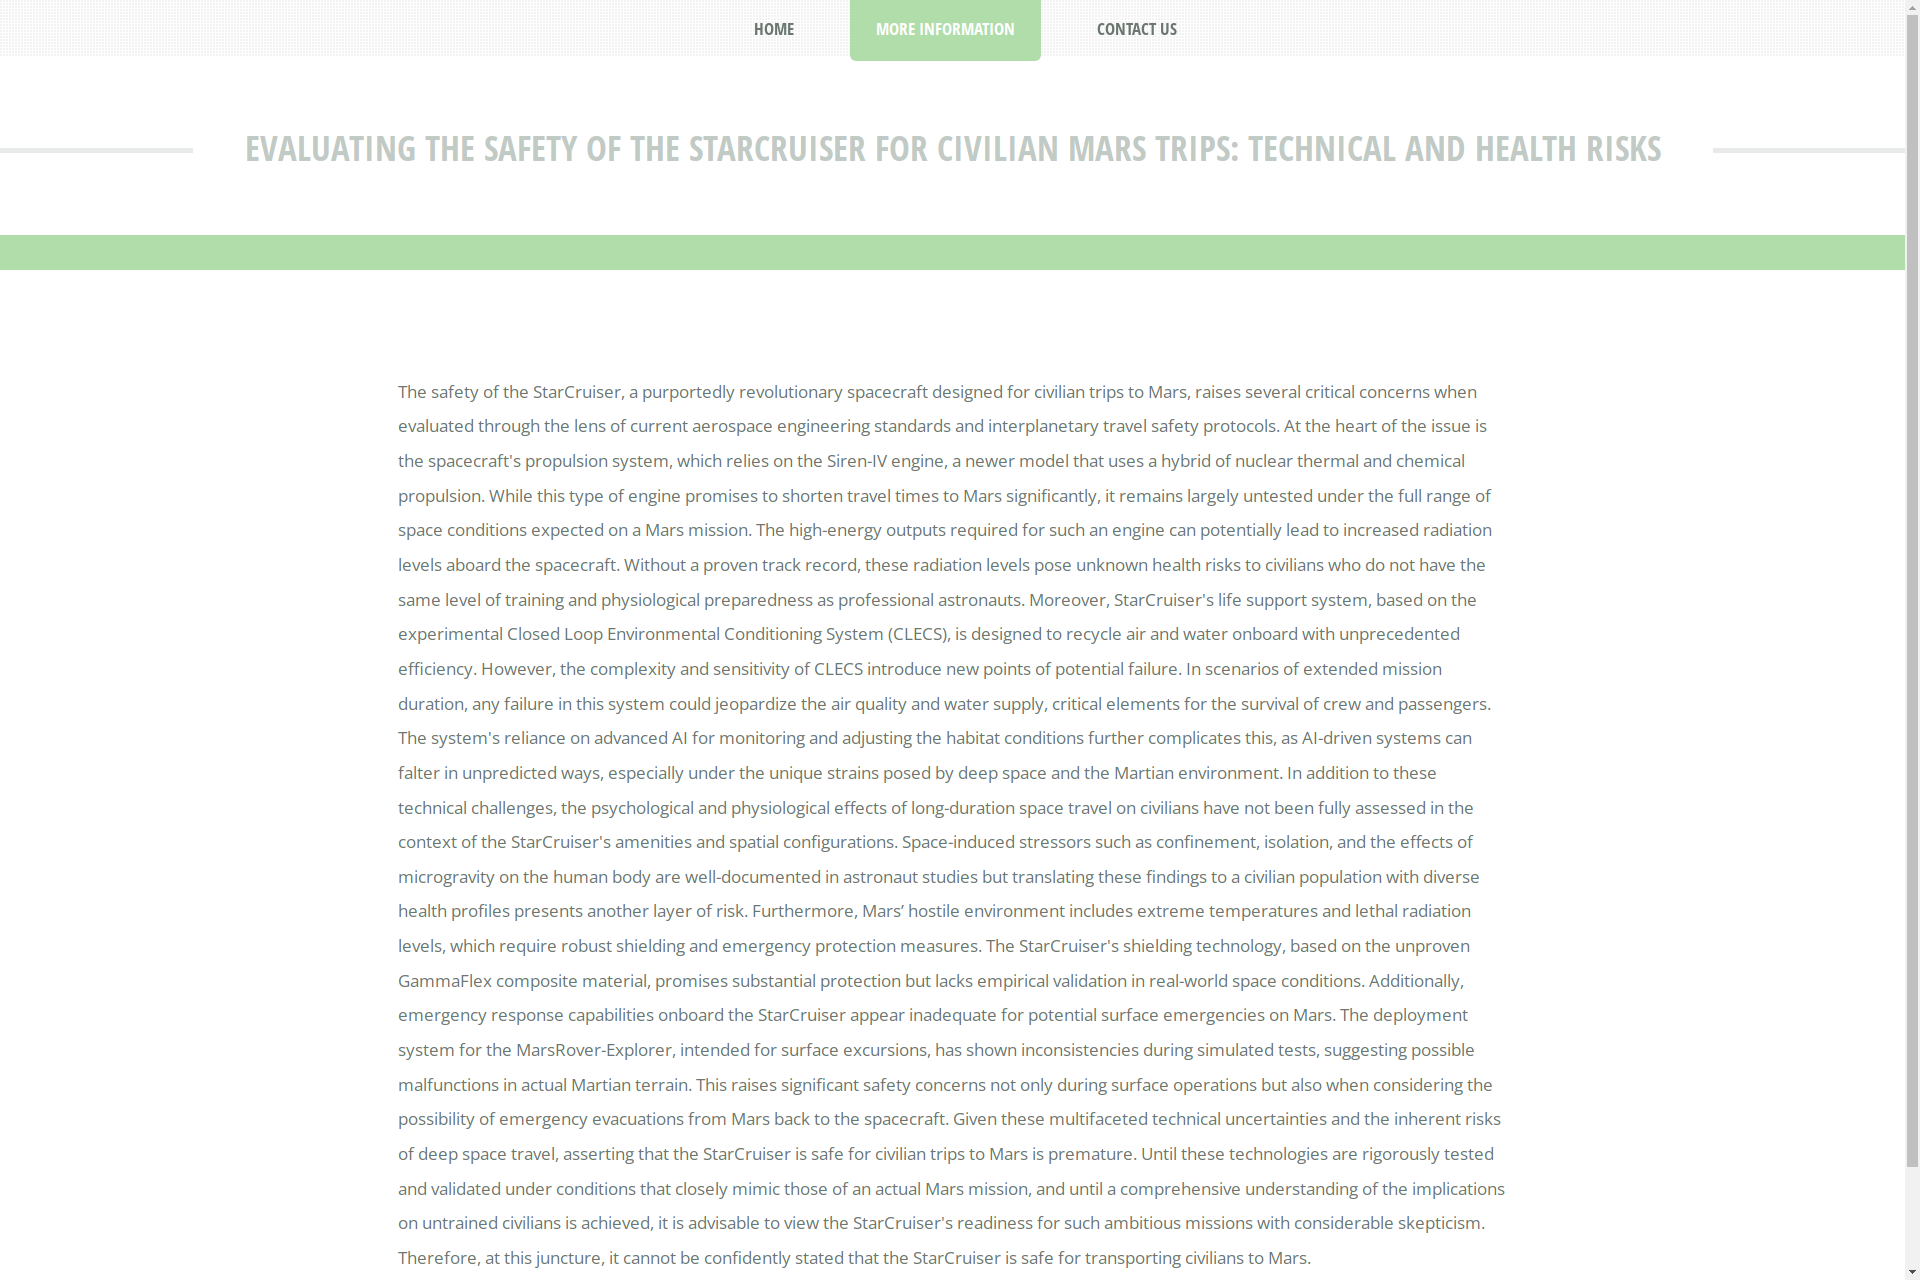 HOME
MORE INFORMATION
CONTACT US
EVALUATING THE SAFETY OF THE STARCRUISER FOR CIVILIAN MARS TRIPS: TECHNICAL AND HEALTH RISKS
The safety of the StarCruiser, a purportedly revolutionary spacecraft designed for civilian trips to Mars, raises several critical concerns when
evaluated through the lens of current aerospace engineering standards and interplanetary travel safety protocols. At the heart of the issue is
the spacecraft's propulsion system, which relies on the Siren-IV engine, a newer model that uses a hybrid of nuclear thermal and chemical
propulsion. While this type of engine promises to shorten travel times to Mars significantly, it remains largely untested under the full range of
space conditions expected on a Mars mission. The high-energy outputs required for such an engine can potentially lead to increased radiation
levels aboard the spacecraft. Without a proven track record, these radiation levels pose unknown health risks to civilians who do not have the
same level of training and physiological preparedness as professional astronauts. Moreover, StarCruiser's life support system, based on the
experimental Closed Loop Environmental Conditioning System (CLECS), is designed to recycle air and water onboard with unprecedented
efficiency. However, the complexity and sensitivity of CLECS introduce new points of potential failure. In scenarios of extended mission
duration, any failure in this system could jeopardize the air quality and water supply, critical elements for the survival of crew and passengers.
The system's reliance on advanced AI for monitoring and adjusting the habitat conditions further complicates this, as AI-driven systems can
falter in unpredicted ways, especially under the unique strains posed by deep space and the Martian environment. In addition to these
technical challenges, the psychological and physiological effects of long-duration space travel on civilians have not been fully assessed in the
context of the StarCruiser's amenities and spatial configurations. Space-induced stressors such as confinement, isolation, and the effects of
microgravity on the human body are well-documented in astronaut studies but translating these findings to a civilian population with diverse
health profiles presents another layer of risk. Furthermore, Mars’ hostile environment includes extreme temperatures and lethal radiation
levels, which require robust shielding and emergency protection measures. The StarCruiser's shielding technology, based on the unproven
GammaFlex composite material, promises substantial protection but lacks empirical validation in real-world space conditions. Additionally,
emergency response capabilities onboard the StarCruiser appear inadequate for potential surface emergencies on Mars. The deployment
system for the MarsRover-Explorer, intended for surface excursions, has shown inconsistencies during simulated tests, suggesting possible
malfunctions in actual Martian terrain. This raises significant safety concerns not only during surface operations but also when considering the
possibility of emergency evacuations from Mars back to the spacecraft. Given these multifaceted technical uncertainties and the inherent risks
of deep space travel, asserting that the StarCruiser is safe for civilian trips to Mars is premature. Until these technologies are rigorously tested
and validated under conditions that closely mimic those of an actual Mars mission, and until a comprehensive understanding of the implications
on untrained civilians is achieved, it is advisable to view the StarCruiser's readiness for such ambitious missions with considerable skepticism.
Therefore, at this juncture, it cannot be confidently stated that the StarCruiser is safe for transporting civilians to Mars.